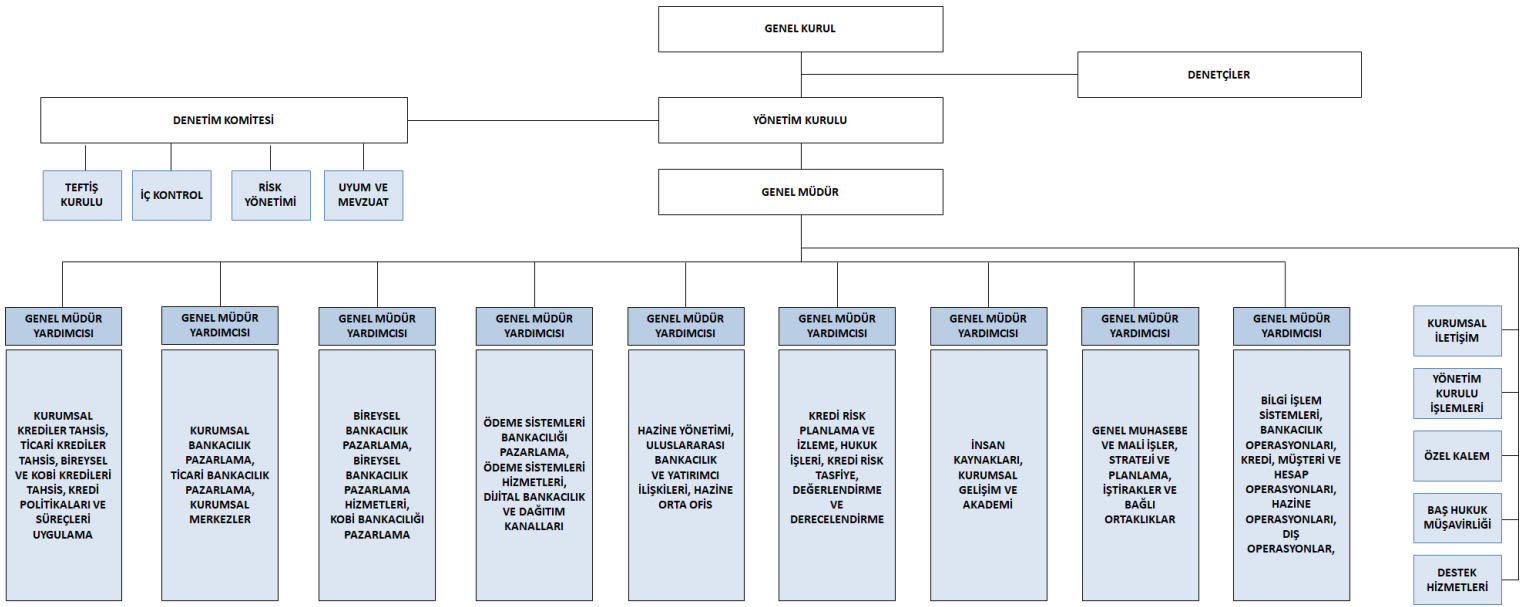 GENEL KURUL
DENETÇİLER
DENETİM KOMİTESİ
YÖNETİM KURULU
TEFTİŞ
KURULU
İÇ KONTROL
RİSK
YÖNETİMİ
UYUM VE
MEVZUAT
GENEL MÜDÜR
GENEL MÜDÜR
YARDIMCISI
KURUMSAL
KREDİLER TAHSİS,
TİCARİ KREDİLER
TAHSİS, BİREYSEL
VE KOBİ KREDİLERİ
TAHSİS, KREDİ
POLİTİKALARI VE
SÜREÇLERİ
UYGULAMA
GENEL MÜDÜR
YARDIMCISI
KURUMSAL
BANKACILIK
PAZARLAMA,
TİCARİ BANKACILIK
PAZARLAMA,
KURUMSAL
MERKEZLER
GENEL MÜDÜR
YARDIMCISI
BİREYSEL
BANKACILIK
PAZARLAMA,
BİREYSEL
BANKACILIK
PAZARLAMA
HİZMETLERİ,
KOBİ BANKACILIĞI
PAZARLAMA
GENEL MÜDÜR
YARDIMCISI
ÖDEME SİSTEMLERİ
BANKACILIĞI
PAZARLAMA,
ÖDEME SİSTEMLERİ
HİZMETLERİ,
DİJİTAL BANKACILIK
VE DAĞITIM
KANALLARI
GENEL MÜDÜR
YARDIMCISI
HAZİNE YÖNETİMİ,
ULUSLARARASI
BANKACILIK
VE YATIRIMCI
İLİŞKİLERİ, HAZİNE
ORTA OFİS
GENEL MÜDÜR
YARDIMCISI
KREDİ RİSK
PLANLAMA VE
İZLEME, HUKUK
İŞLERİ, KREDİ RİSK
TASFİYE,
DEĞERLENDİRME
VE
DERECELENDİRME
GENEL MÜDÜR
YARDIMCISI
İNSAN
KAYNAKLARI,
KURUMSAL
GELİŞİM VE
AKADEMİ
GENEL MÜDÜR
YARDIMCISI
GENEL MUHASEBE
VE MALİ İŞLER,
STRATEJİ VE
PLANLAMA,
İŞTİRAKLER VE
BAĞLI
ORTAKLIKLAR
GENEL MÜDÜR
YARDIMCISI
BİLGİ İŞLEM
SİSTEMLERİ,
BANKACILIK
OPERASYONLARI,
KREDİ, MÜŞTERİ VE
HESAP
OPERASYONLARI,
HAZİNE
OPERASYONLARI,
DIŞ
OPERASYONLAR,
KURUMSAL
İLETİŞİM
YÖNETİM
KURULU
İŞLEMLERİ
ÖZEL KALEM
BAŞ HUKUK
MÜŞAVİRLİĞİ
DESTEK
HİZMETLERİ